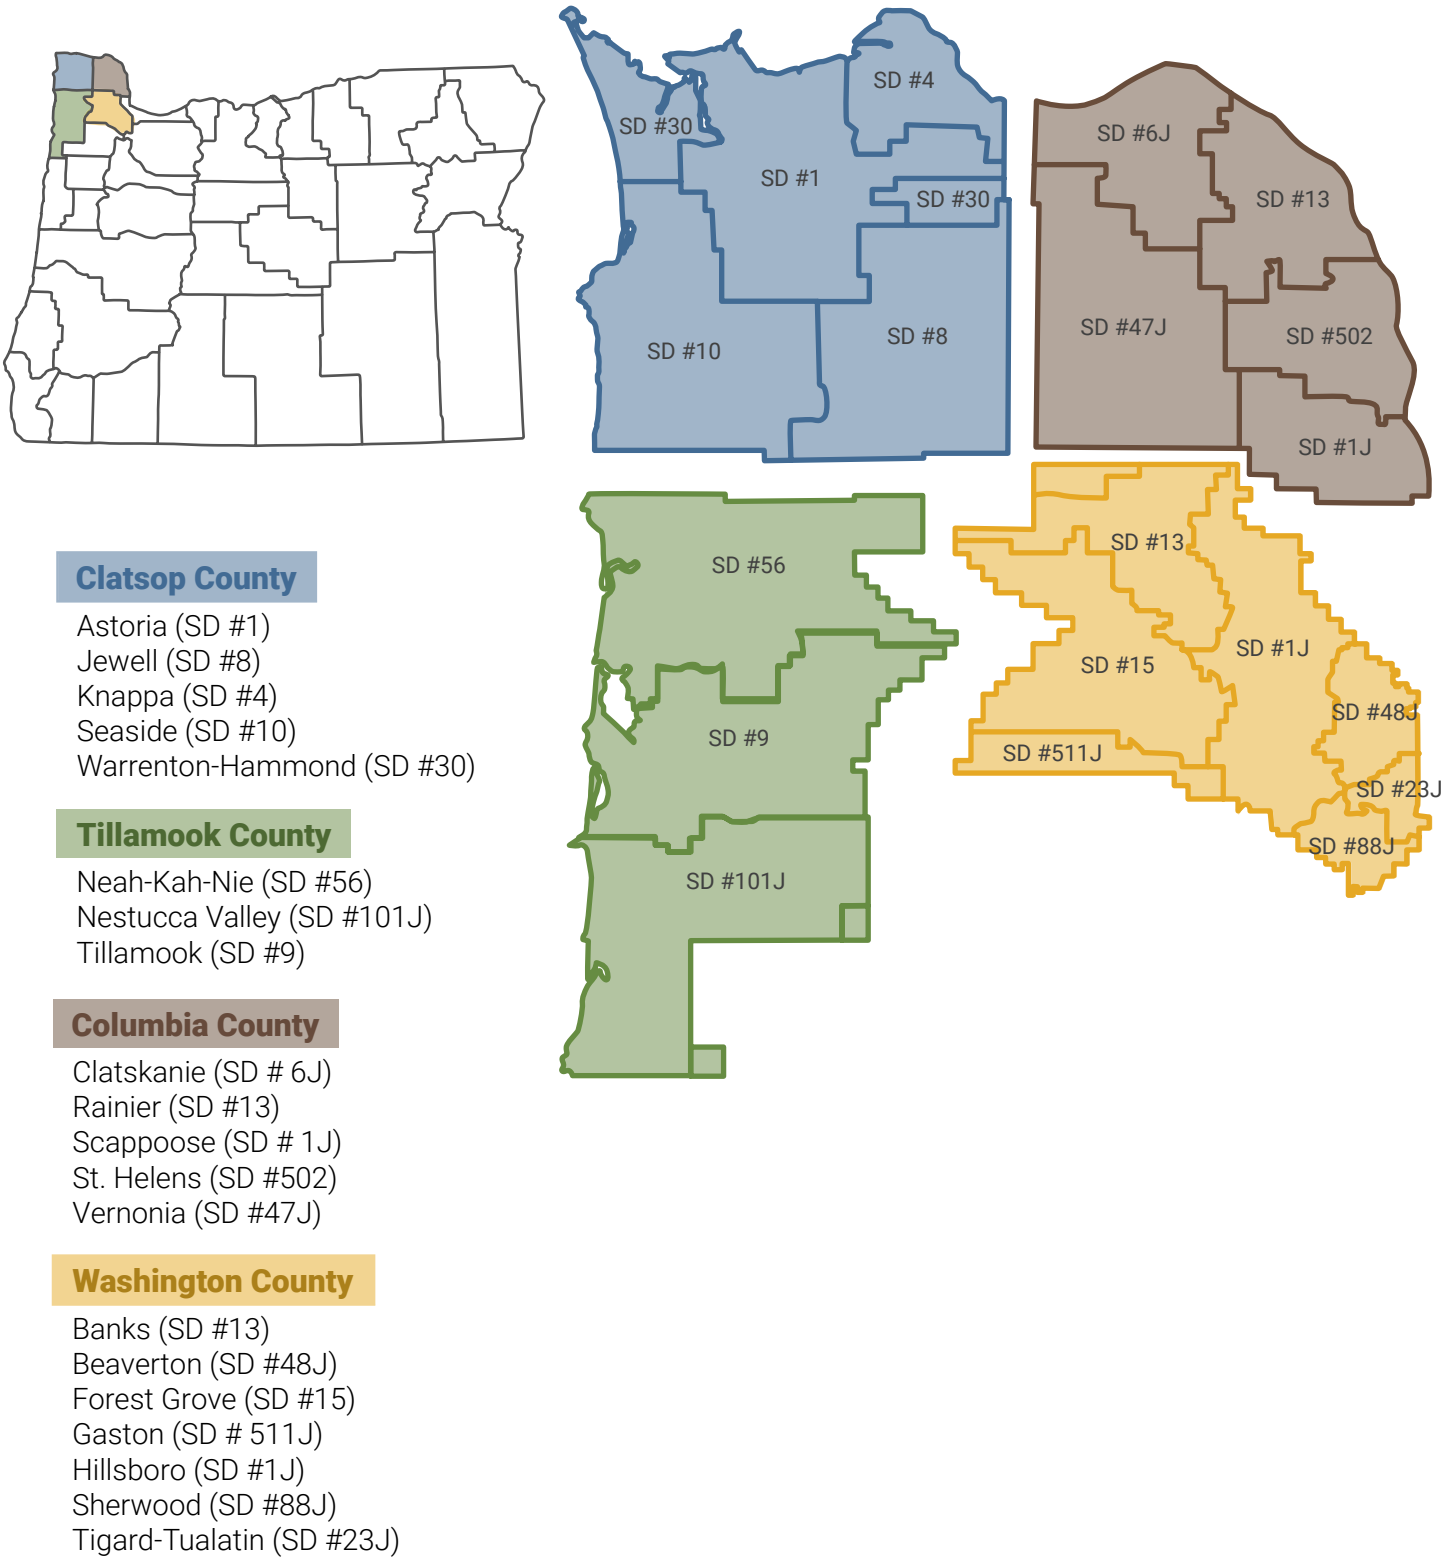 SD #4
SD #30
SD #1
SD #30
SD #10
SD #8
SD #6J
SD #13
SD #47J
SD #502
SD #1J
SD #56
SD #9
SD #101J
SD #13
SD #1J
SD #15
SD #48J
SD #511J
SD #23J
SD #88J
Clatsop County
Astoria (SD #1)
Jewell (SD #8)
Knappa (SD #4)
Seaside (SD #10)
Warrenton-Hammond (SD #30)
Tillamook County
Neah-Kah-Nie (SD #56)
Nestucca Valley (SD #101J)
Tillamook (SD #9)
Columbia County
Clatskanie (SD # 6J)
Rainier (SD #13)
Scappoose (SD # 1J)
St. Helens (SD #502)
Vernonia (SD #47J)
Washington County
Banks (SD #13)
Beaverton (SD #48J)
Forest Grove (SD #15)
Gaston (SD # 511J)
Hillsboro (SD #1J)
Sherwood (SD #88J)
Tigard-Tualatin (SD #23J)